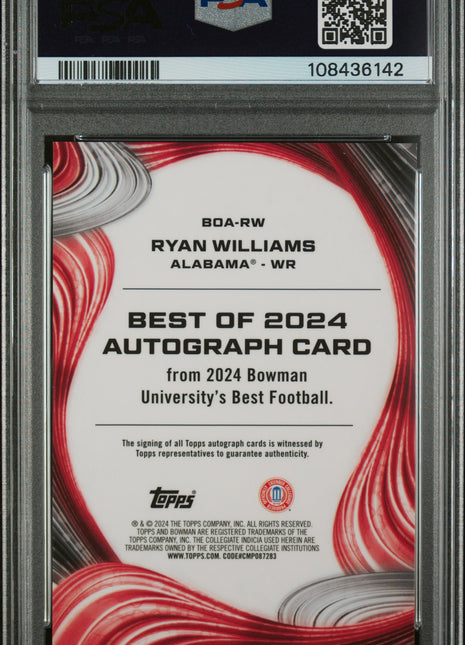 PSA
108436142
BOA-RW
RYAN WILLIAMS
ALABAMA® - WR
BEST OF 2024
AUTOGRAPH CARD
from 2024 Bowman
University's Best Football.
The signing of all Topps autograph cards is witnessed by
Topps representatives to guarantee authenticity.
Topps
® & © 2024 THE TOPPS COMPANY, INC. ALL RIGHTS RESERVED.
TOPPS AND BOWMAN ARE REGISTERED TRADEMARKS OF THE
TOPPS COMPANY, INC. THE COLLEGIATE INDICIA USED HEREIN ARE
TRADEMARKS OWNED BY THE RESPECTIVE COLLEGIATE INSTITUTIONS
WWW.TOPPS.COM. CODE#CMP087283